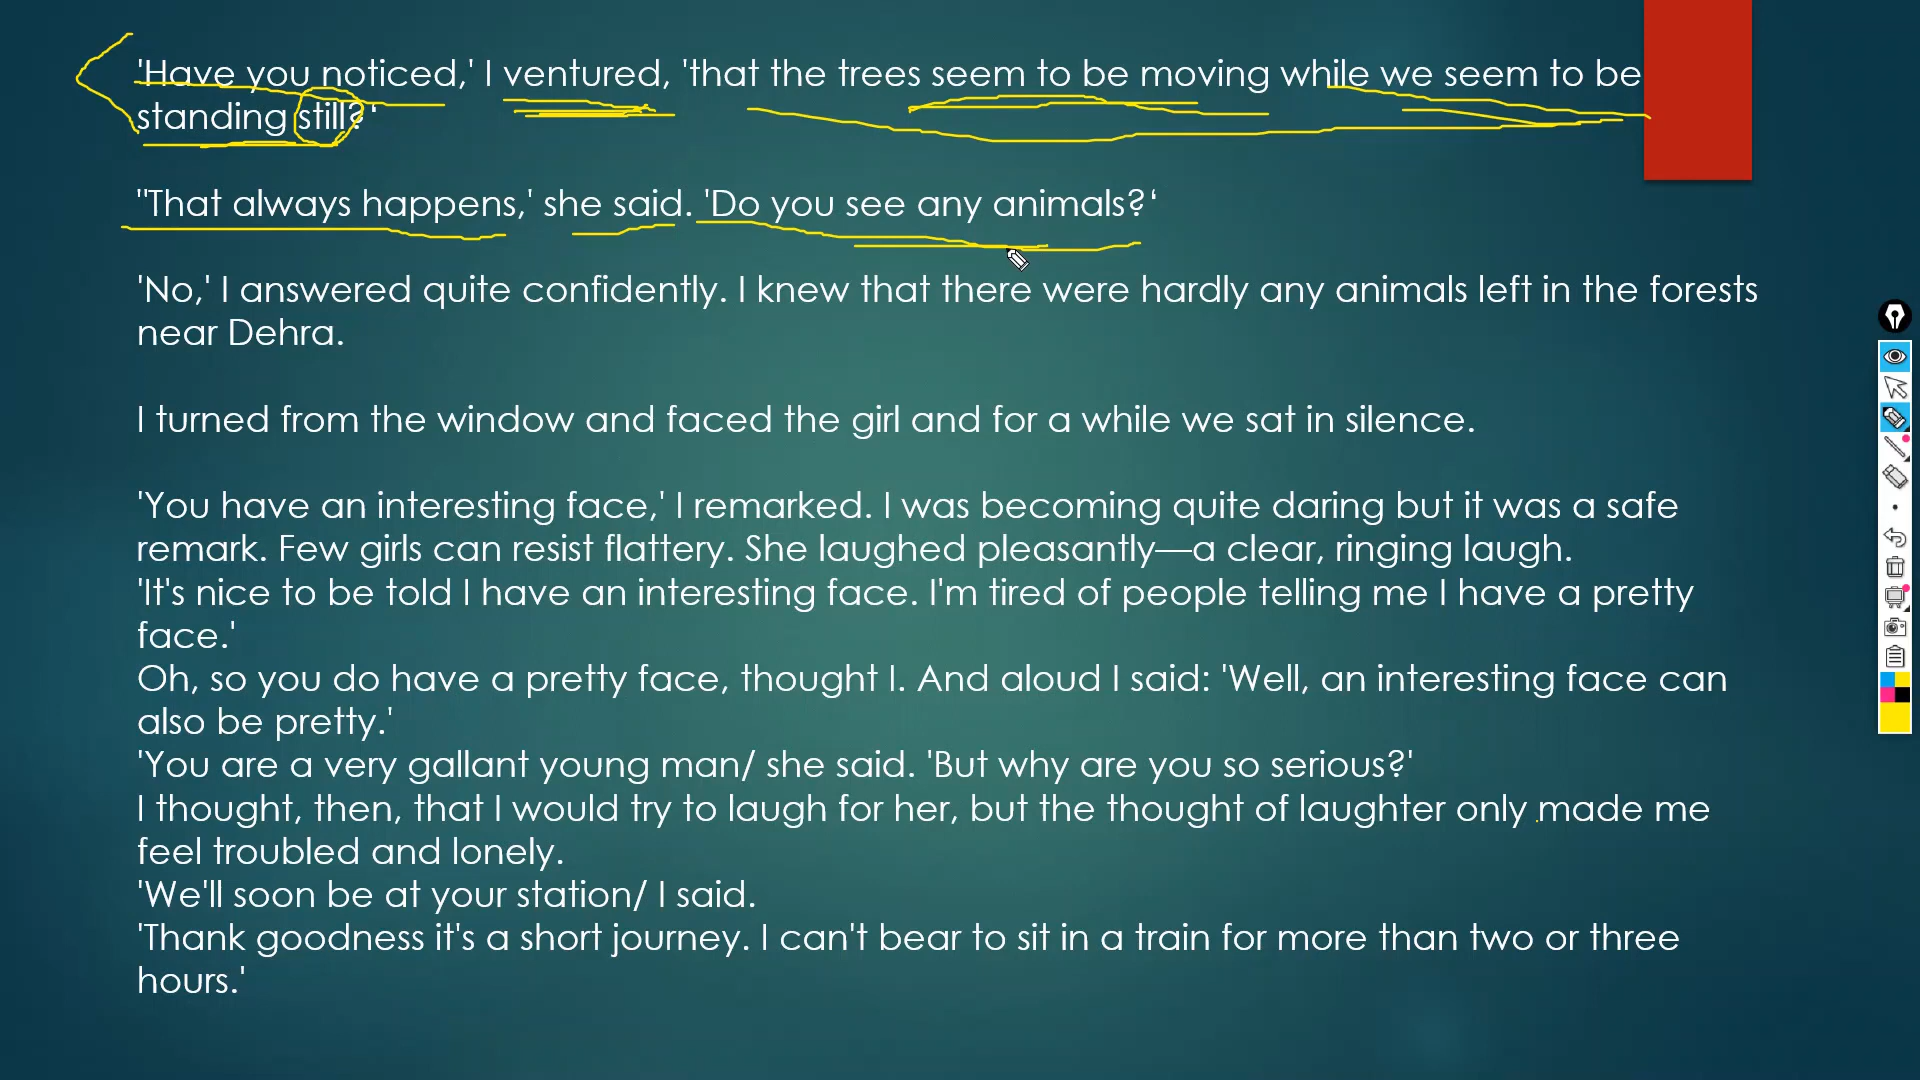 'Have you noticed,' I ventured, 'that the trees seem to be moving while we seem to be
standing still?‘
"That always happens,' she said. 'Do you see any animals?‘
'No,' I answered quite confidently. I knew that there were hardly any animals left in the forests
near Dehra.
I turned from the window and faced the girl and for a while we sat in silence.
'You have an interesting face,' I remarked. I was becoming quite daring but it was a safe
remark. Few girls can resist flattery. She laughed pleasantly—a clear, ringing laugh.
'It's nice to be told I have an interesting face. I'm tired of people telling me I have a pretty
face.'
Oh, so you do have a pretty face, thought I. And aloud I said: 'Well, an interesting face can
also be pretty.'
'You are a very gallant young man/ she said. 'But why are you so serious?'
I thought, then, that I would try to laugh for her, but the thought of laughter only made me
feel troubled and lonely.
'We'll soon be at your station/ I said.
'Thank goodness it's a short journey. I can't bear to sit in a train for more than two or three
hours.'